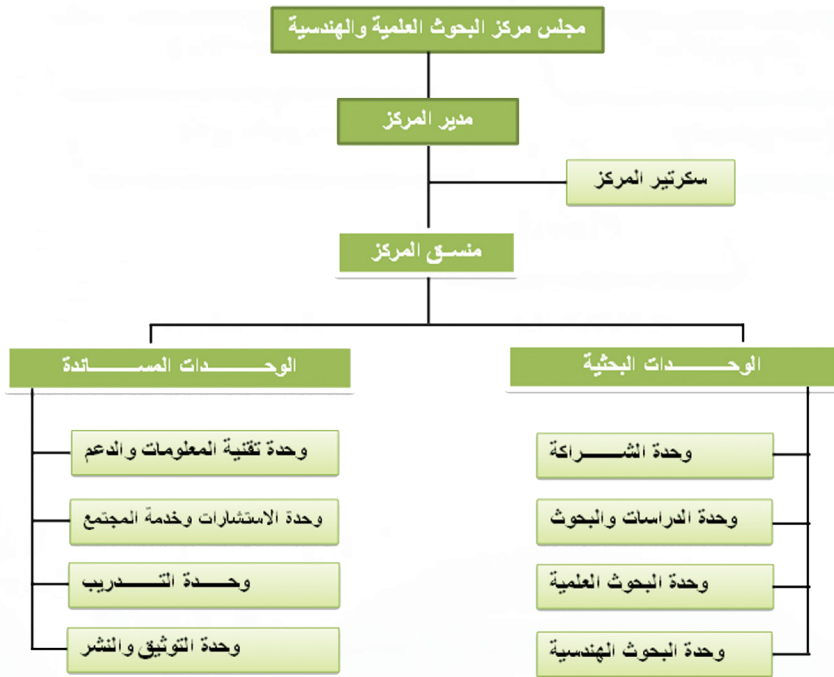 مجلس مركز البحوث العلمية والهندسية
مدير المركز
سكرتير المركز
منسق المركز
الوحدات البحثية
وحدة الشراكة
وحدة الدراسات والبحوث
وحدة البحوث العلمية
وحدة البحوث الهندسية
الوحدات المساندة
وحدة تقنية المعلومات والدعم
وحدة الاستشارات وخدمة المجتمع
وحدة التدريب
وحدة التوثيق والنشر